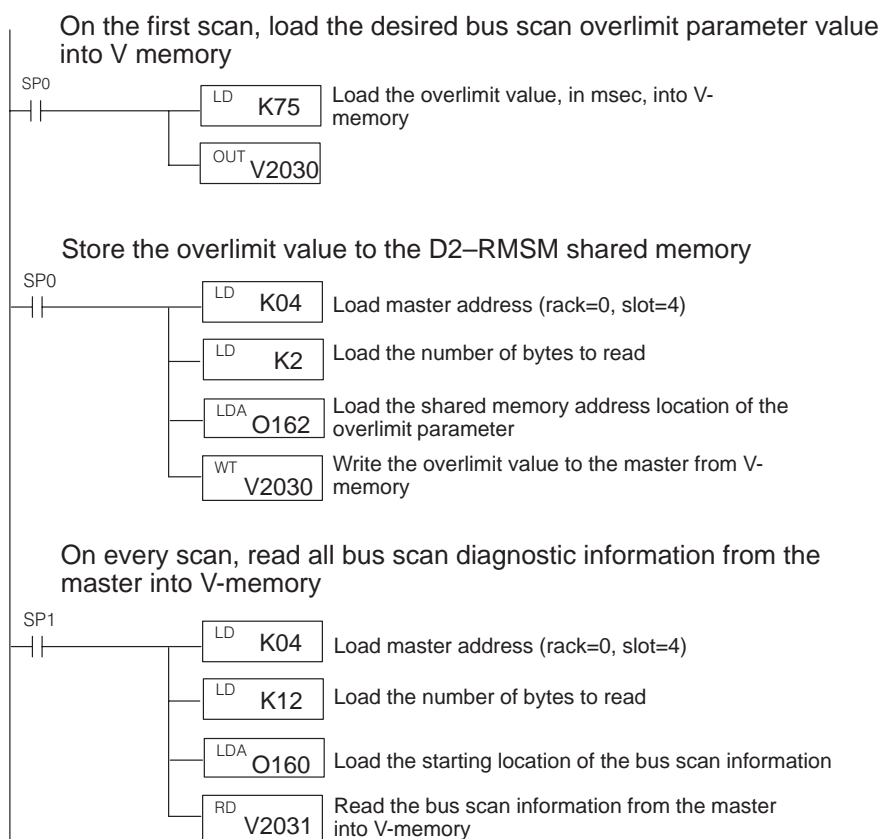 On the first scan, load the desired bus scan overlimit parameter value
into V memory
SP0
LD K75
Load the overlimit value, in msec, into V-
memory
OUT V2030
Store the overlimit value to the D2–RMSM shared memory
SP0
LD K04
Load master address (rack=0, slot=4)
LD K2
Load the number of bytes to read
LDA O162
Load the shared memory address location of the
overlimit parameter
WT V2030
Write the overlimit value to the master from V-
memory
On every scan, read all bus scan diagnostic information from the
master into V-memory
SP1
LD K04
Load master address (rack=0, slot=4)
LD K12
Load the number of bytes to read
LDA O160
Load the starting location of the bus scan information
RD V2031
Read the bus scan information from the master
into V-memory